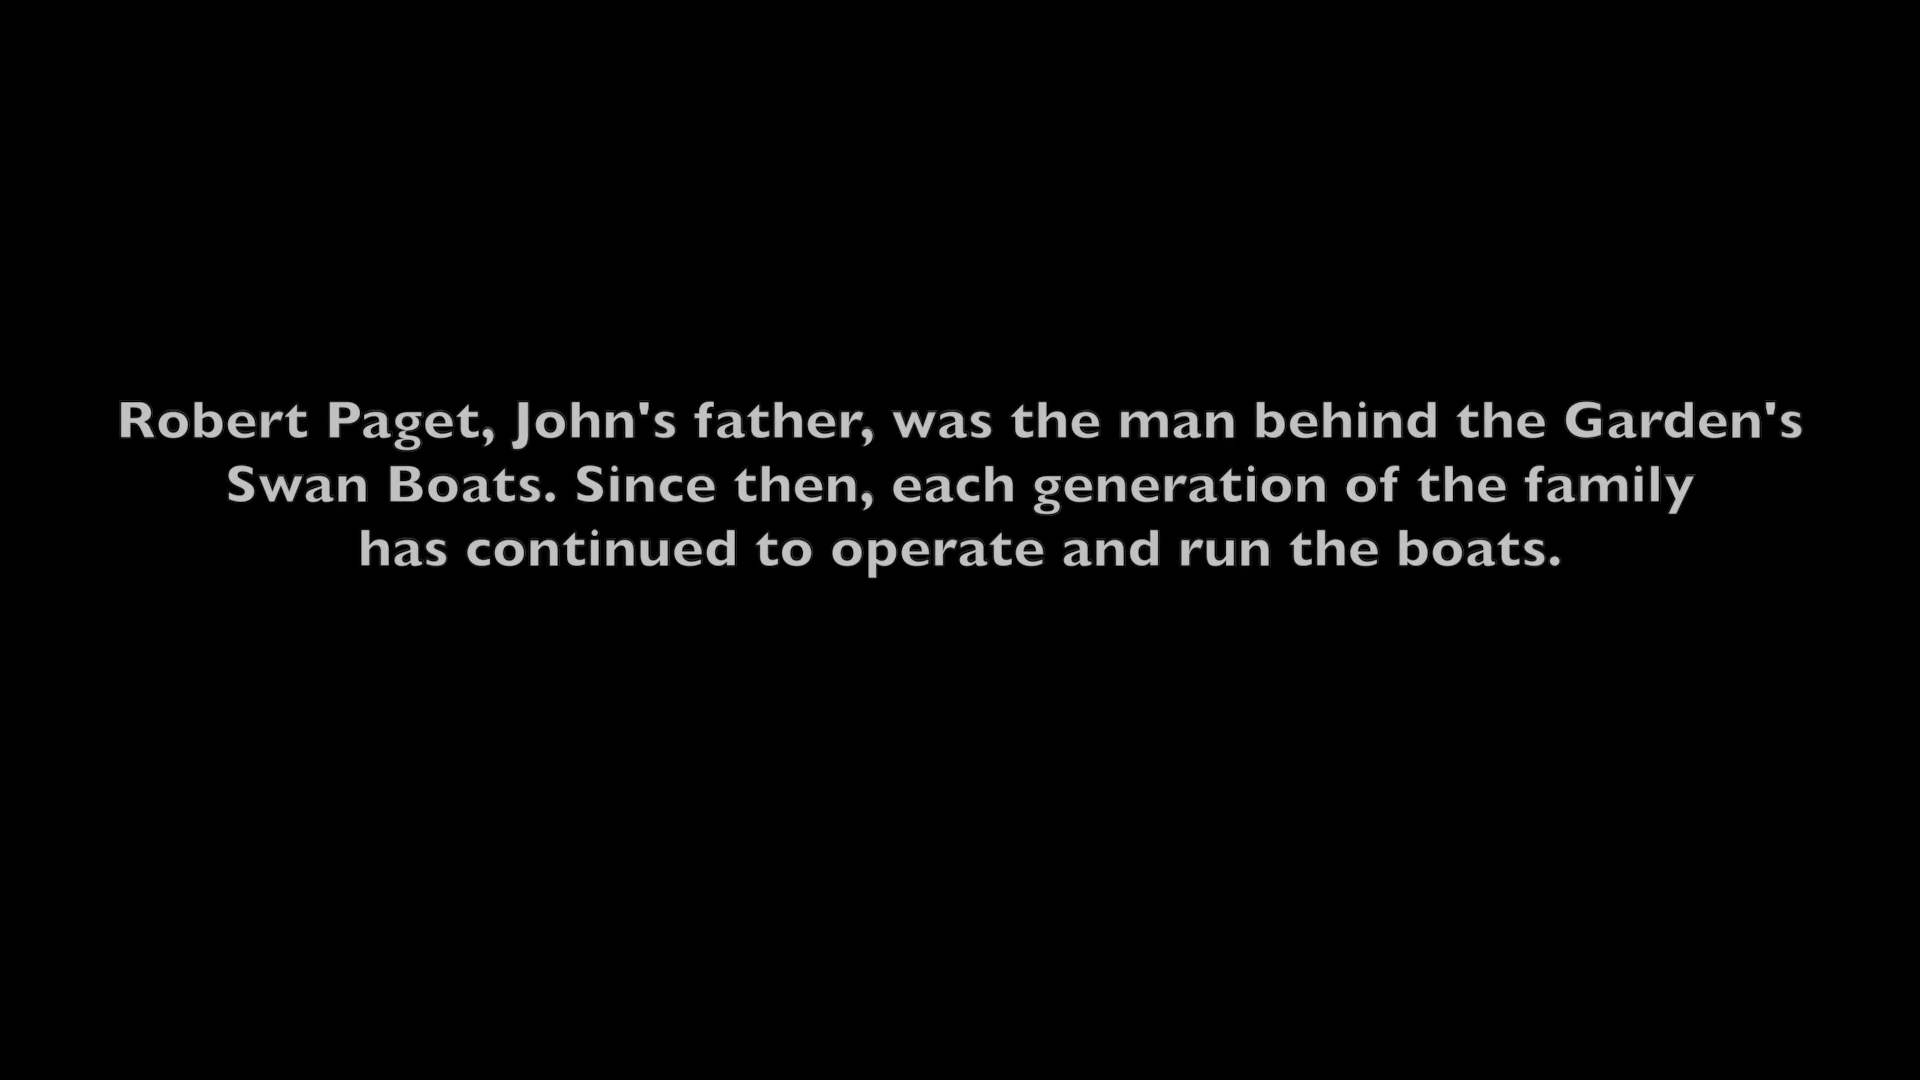 Robert Paget, John's father, was the man behind the Garden's
Swan Boats. Since then, each generation of the family
has continued to operate and run the boats.